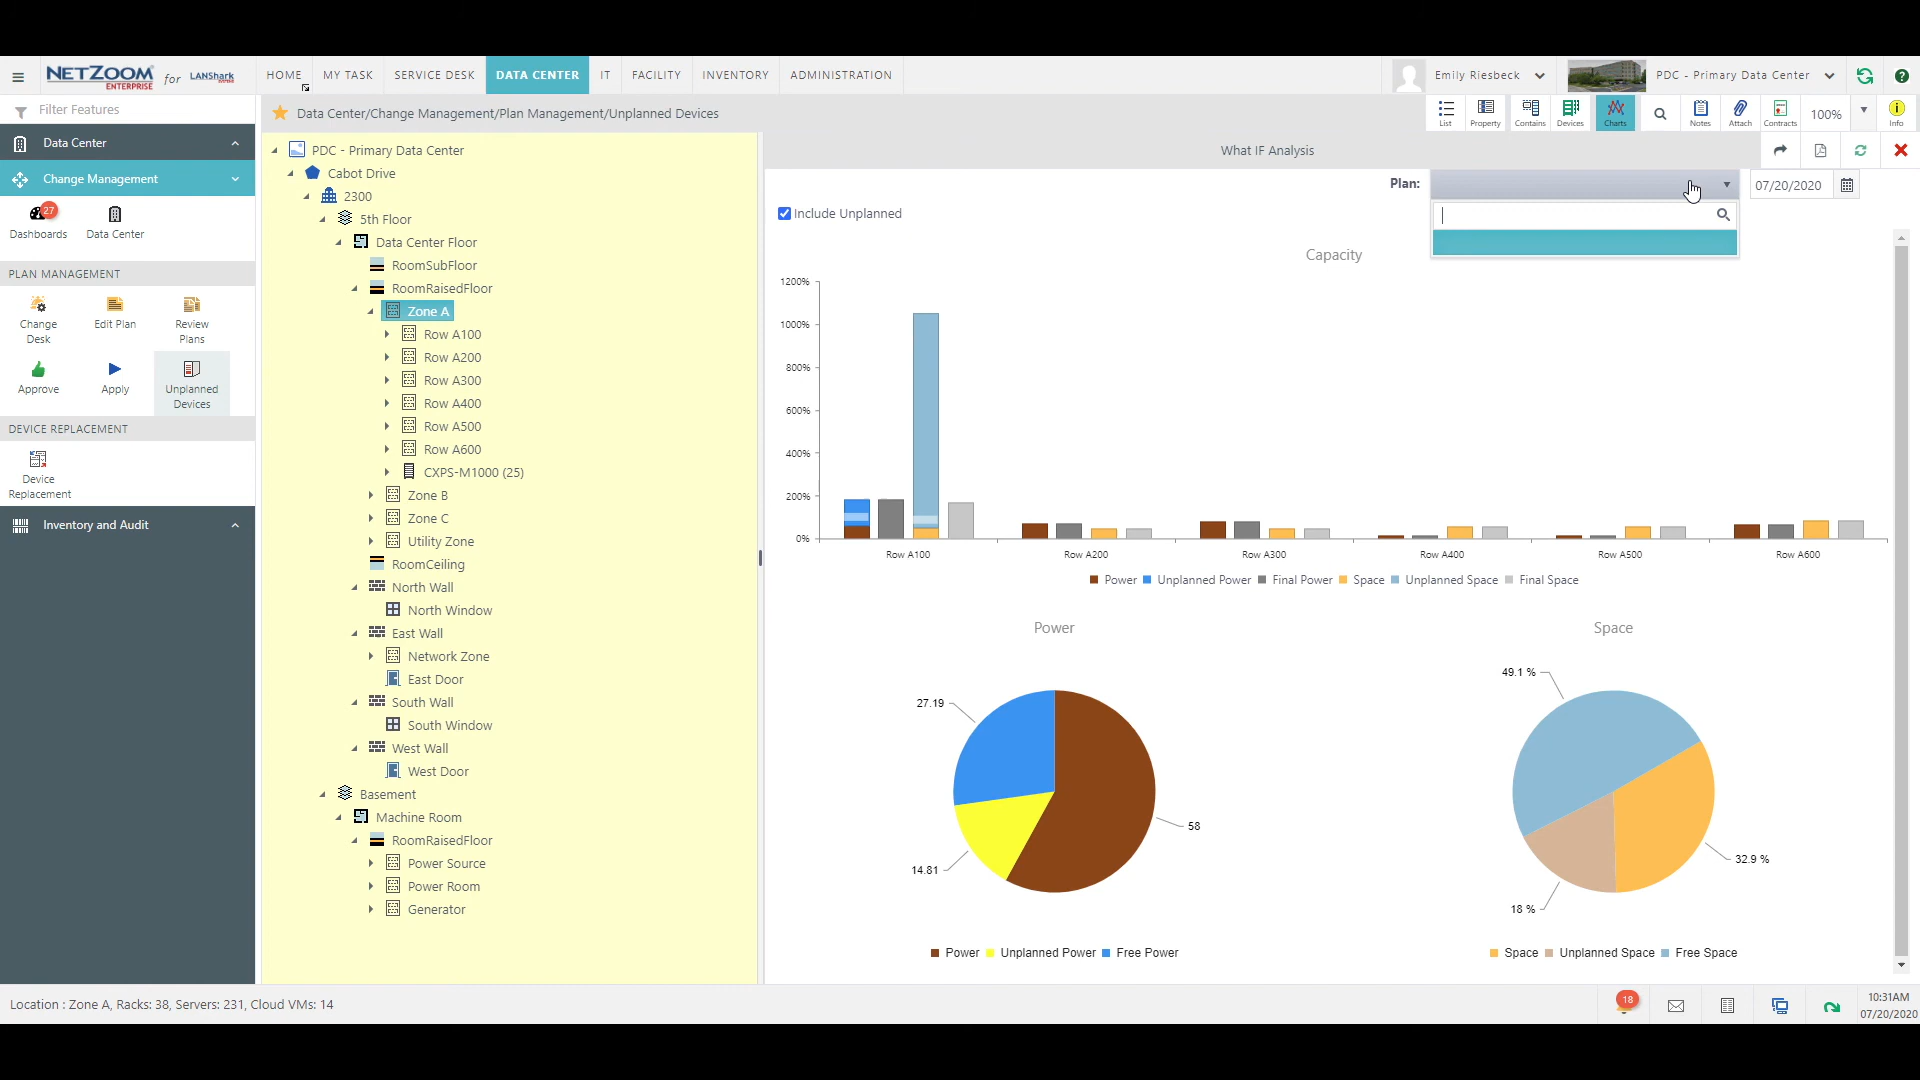 NETZOOM ENTERPRISE for LANShark
HOME MY TASK SERVICE DESK DATA CENTER IT FACILITY INVENTORY ADMINISTRATION
Emily Riesbeck
PDC - Primary Data Center
Filter Features
Data Center/Change Management/Plan Management/Unplanned Devices
List Property Contains Devices Charts Notes Attach Contracts 100% Info
Data Center
Change Management
27
Dashboards Data Center
PLAN MANAGEMENT
Change Desk
Edit Plan
Review Plans
Approve
Apply
Unplanned Devices
DEVICE REPLACEMENT
Device Replacement
Inventory and Audit
PDC - Primary Data Center
Cabot Drive
2300
5th Floor
Data Center Floor
RoomSubFloor
RoomRaisedFloor
Zone A
Row A100
Row A200
Row A300
Row A400
Row A500
Row A600
CXPS-M1000 (25)
Zone B
Zone C
Utility Zone
RoomCeiling
North Wall
North Window
East Wall
Network Zone
East Door
South Wall
South Window
West Wall
West Door
Basement
Machine Room
RoomRaisedFloor
Power Source
Power Room
Generator
What IF Analysis
Plan:
07/20/2020
Include Unplanned
Capacity
1200%
1000%
800%
600%
400%
200%
0%
Row A100 Row A200 Row A300 Row A400 Row A500 Row A600
Power Unplanned Power Final Power Space Unplanned Space Final Space
Power
27.19
58
14.81
Power Unplanned Power Free Power
Space
49.1 %
32.9 %
18 %
Space Unplanned Space Free Space
Location : Zone A, Racks: 38, Servers: 231, Cloud VMs: 14
18
10:31AM
07/20/2020